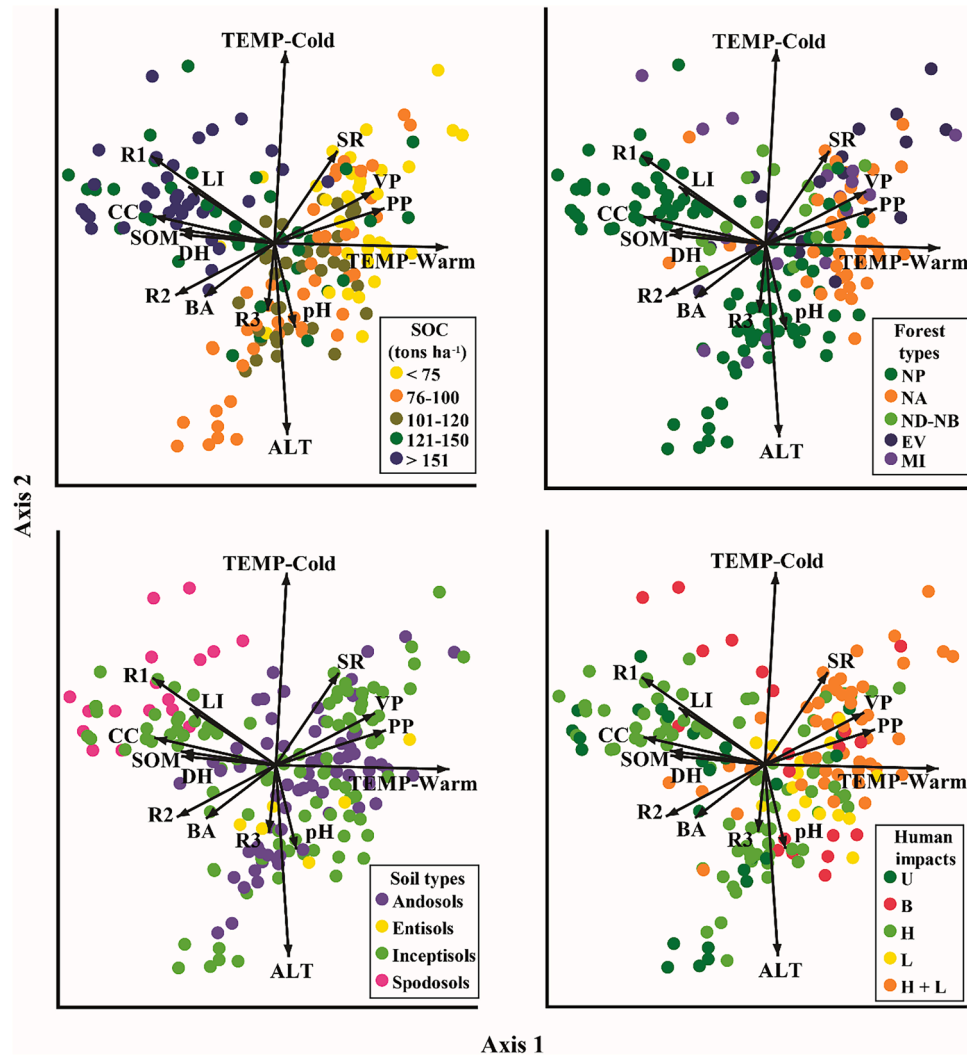 TEMP-Cold
SR
R1
LI
VP
PP
CC
SOM
DH
TEMP-Warm
R2
BA
R3
pH
ALT
SOC
(tons ha⁻¹)
< 75
76-100
101-120
121-150
> 151
TEMP-Cold
SR
R1
LI
VP
PP
CC
SOM
DH
TEMP-Warm
R2
BA
R3
pH
ALT
Forest
types
NP
NA
ND-NB
EV
MI
Axis 2
TEMP-Cold
SR
R1
LI
VP
PP
CC
SOM
DH
TEMP-Warm
R2
BA
R3
pH
ALT
Soil types
Andosols
Entisols
Inceptisols
Spodosols
TEMP-Cold
SR
R1
LI
VP
PP
CC
SOM
DH
TEMP-Warm
R2
BA
R3
pH
ALT
Human
impacts
U
B
H
L
H + L
Axis 1